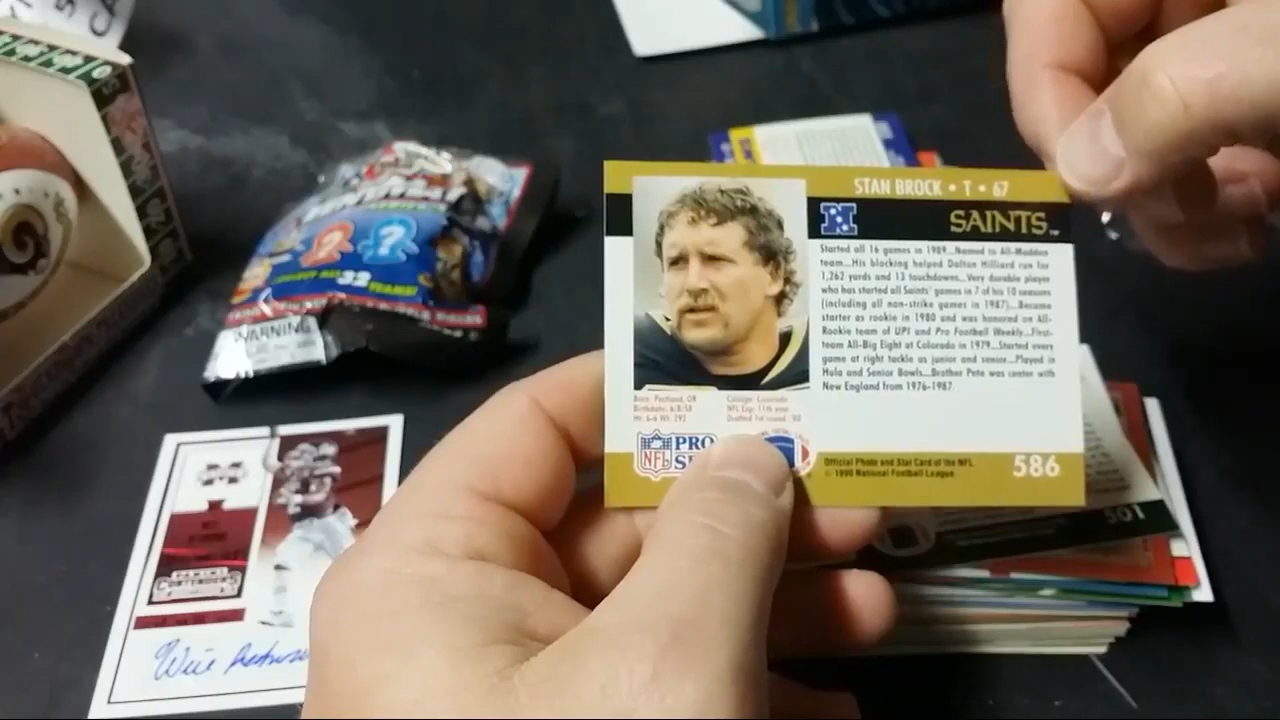 STAN BROCK • T • 67
N
SAINTS™
Started all 16 games in 1989...Named to All-Madden
team...His blocking helped Dalton Hilliard run for
1,262 yards and 13 touchdowns...Very durable player
who has started all Saints' games in 7 of his 10 seasons
(including all non-strike games in 1987)...Became
starter as rookie in 1980 and was honored on All-
Rookie team of UPI and Pro Football Weekly...First-
team All-Big Eight at Colorado in 1979...Started every
game at right tackle as junior and senior...Played in
Hula and Senior Bowls...Brother Pete was center with
New England from 1976-1987.
Born: Portland, OR
Birthdate: 6/8/58
Ht: 6-6 Wt: 292
College: Colorado
NFL Exp: 11th year
Drafted: 1st round '80
NFL PRO
Official Photo and Stat Card of the NFL
© 1990 National Football League
586
501
? ?
32
TEAMS!
WARNING
PANINI